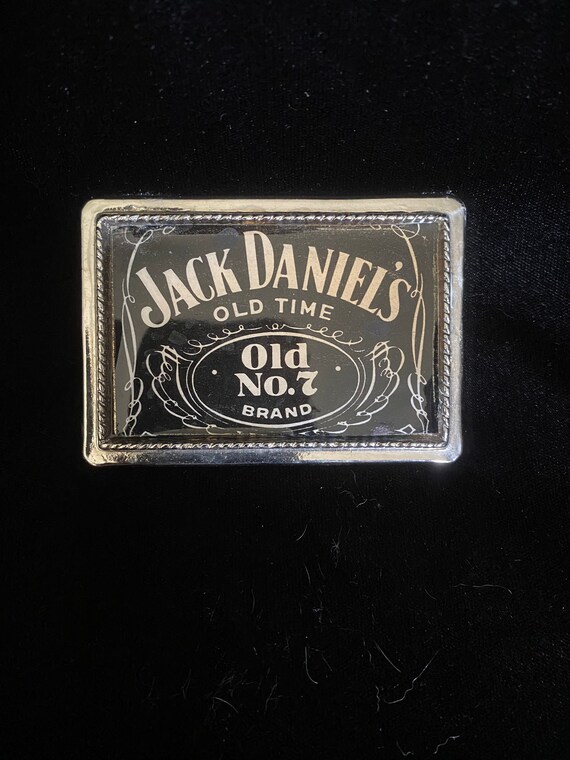 JACK DANIEL'S
OLD TIME
Old
No.7
BRAND